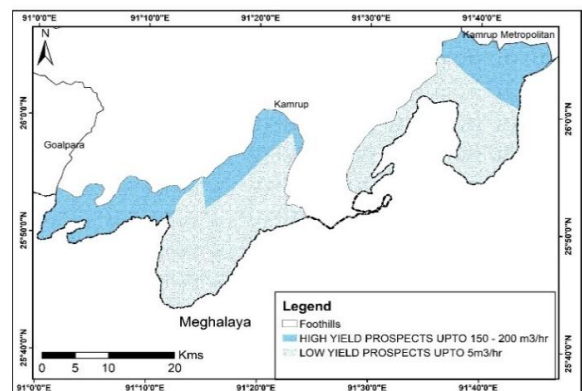 91°0'0"E 91°10'0"E 91°20'0"E 91°30'0"E 91°40'0"E
N
Kamrup Metropolitan
26°0'0"N
26°0'0"N
Kamrup
Goalpara
25°50'0"N
25°50'0"N
Meghalaya
25°40'0"N
25°40'0"N
Legend
Foothills
HIGH YIELD PROSPECTS UPTO 150 - 200 m3/hr
LOW YIELD PROSPECTS UPTO 5m3/hr
Kms
0 5 10 20
91°0'0"E 91°10'0"E 91°20'0"E 91°30'0"E 91°40'0"E